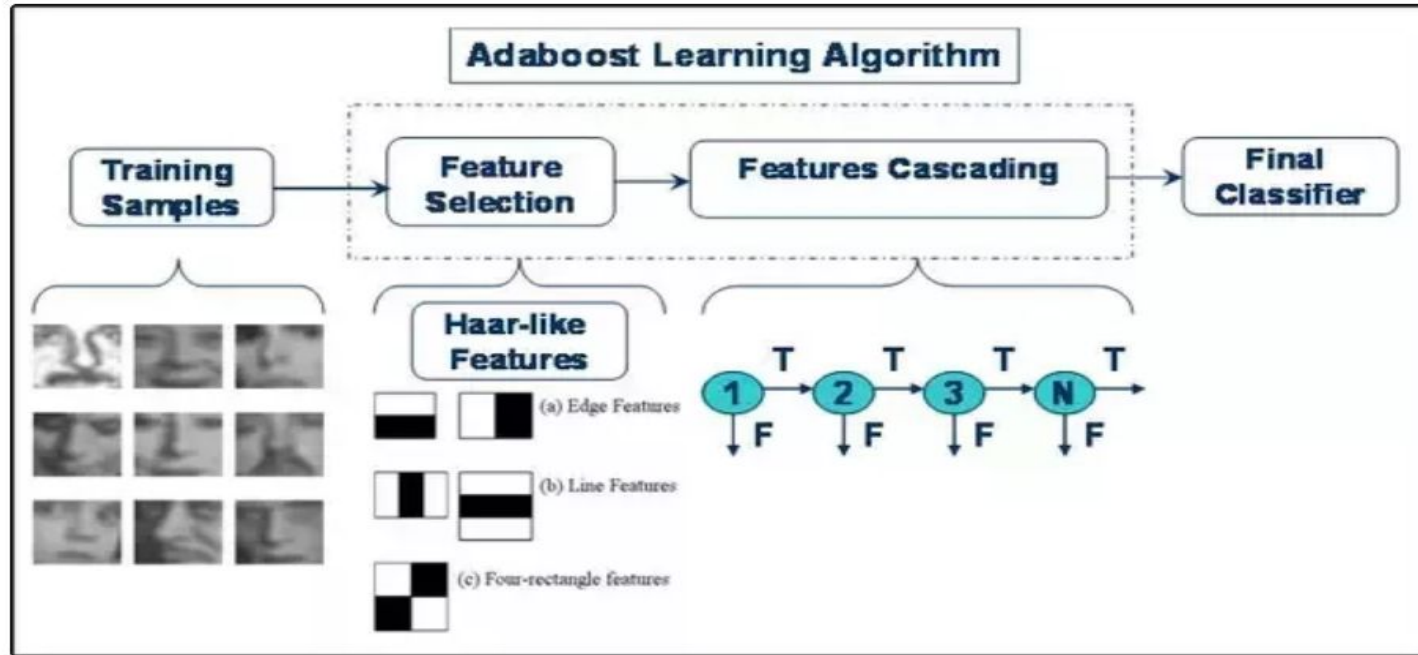 Adaboost Learning Algorithm
Training
Samples
Feature
Selection
Features Cascading
Final
Classifier
Haar-like
Features
(a) Edge Features
(b) Line Features
(c) Four-rectangle features
T T T T
1 2 3 N
F F F F